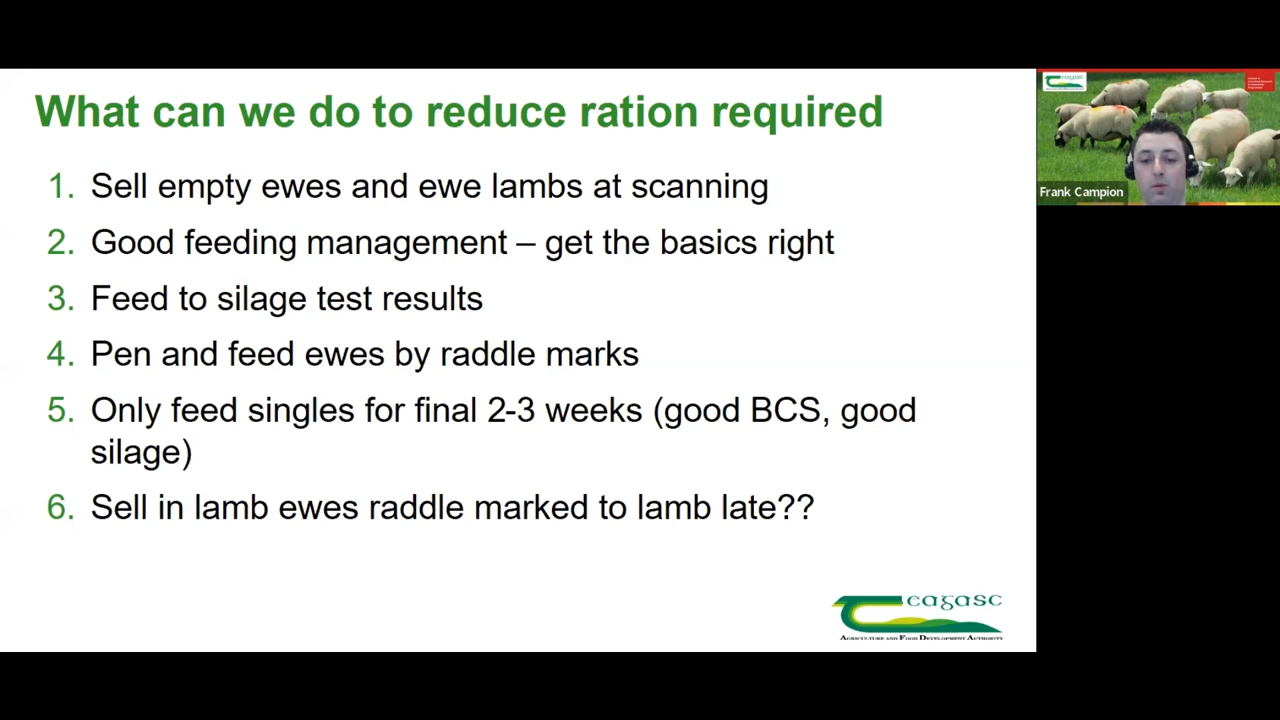 What can we do to reduce ration required
1. Sell empty ewes and ewe lambs at scanning
2. Good feeding management – get the basics right
3. Feed to silage test results
4. Pen and feed ewes by raddle marks
5. Only feed singles for final 2-3 weeks (good BCS, good
silage)
6. Sell in lamb ewes raddle marked to lamb late??
eagasc
AGRICULTURE AND FOOD DEVELOPMENT AUTHORITY
Frank Campion